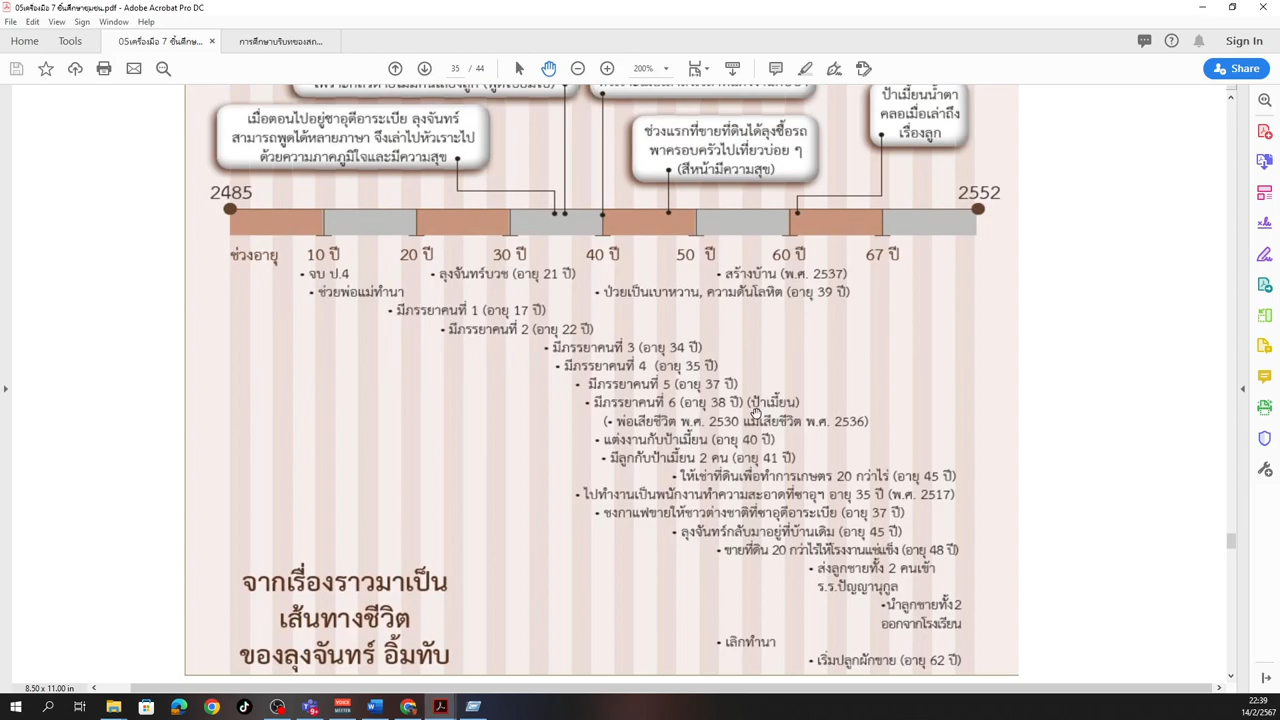 05เครื่องมือ 7 ชิ้นศึกษาชุมชน.pdf - Adobe Acrobat Pro DC
File Edit View Sign Window Help
Home Tools 05เครื่องมือ 7 ชิ้นศึกษ... × การศึกษาบริบทของสถ... Sign In
35 / 44 200% Share
เมื่อตอนไปอยู่ซาอุดีอาระเบีย ลุงจันทร์
สามารถพูดได้หลายภาษา จึงเล่าไปหัวเราะไป
ด้วยความภาคภูมิใจและมีความสุข
ช่วงแรกที่ขายที่ดินได้ลุงซื้อรถ
พาครอบครัวไปเที่ยวบ่อย ๆ
(สีหน้ามีความสุข)
ป้าเมี้ยนน้ำตา
คลอเมื่อเล่าถึง
เรื่องลูก
2485 2552
ช่วงอายุ 10 ปี 20 ปี 30 ปี 40 ปี 50 ปี 60 ปี 67 ปี
• จบ ป.4 • ลุงจันทร์บวช (อายุ 21 ปี) • สร้างบ้าน (พ.ศ. 2537)
• ช่วยพ่อแม่ทำนา • ป่วยเป็นเบาหวาน, ความดันโลหิต (อายุ 39 ปี)
• มีภรรยาคนที่ 1 (อายุ 17 ปี)
• มีภรรยาคนที่ 2 (อายุ 22 ปี)
• มีภรรยาคนที่ 3 (อายุ 34 ปี)
• มีภรรยาคนที่ 4 (อายุ 35 ปี)
• มีภรรยาคนที่ 5 (อายุ 37 ปี)
• มีภรรยาคนที่ 6 (อายุ 38 ปี) (ป้าเมี้ยน)
(• พ่อเสียชีวิต พ.ศ. 2530 แม่เสียชีวิต พ.ศ. 2536)
• แต่งงานกับป้าเมี้ยน (อายุ 40 ปี)
• มีลูกกับป้าเมี้ยน 2 คน (อายุ 41 ปี)
• ให้เช่าที่ดินเพื่อทำการเกษตร 20 กว่าไร่ (อายุ 45 ปี)
• ไปทำงานเป็นพนักงานทำความสะอาดที่ซาอุฯ อายุ 35 ปี (พ.ศ. 2517)
• ชงกาแฟขายให้ชาวต่างชาติที่ซาอุดีอาระเบีย (อายุ 37 ปี)
• ลุงจันทร์กลับมาอยู่ที่บ้านเดิม (อายุ 45 ปี)
• ขายที่ดิน 20 กว่าไร่ให้โรงงานแช่แข็ง (อายุ 48 ปี)
• ส่งลูกชายทั้ง 2 คนเข้า
ร.ร.ปัญญานุกูล
•นำลูกชายทั้ง2
ออกจากโรงเรียน
• เลิกทำนา
• เริ่มปลูกผักขาย (อายุ 62 ปี)
จากเรื่องราวมาเป็น
เส้นทางชีวิต
ของลุงจันทร์ อิ้มทับ
8.50 x 11.00 in
22:39
14/2/2567